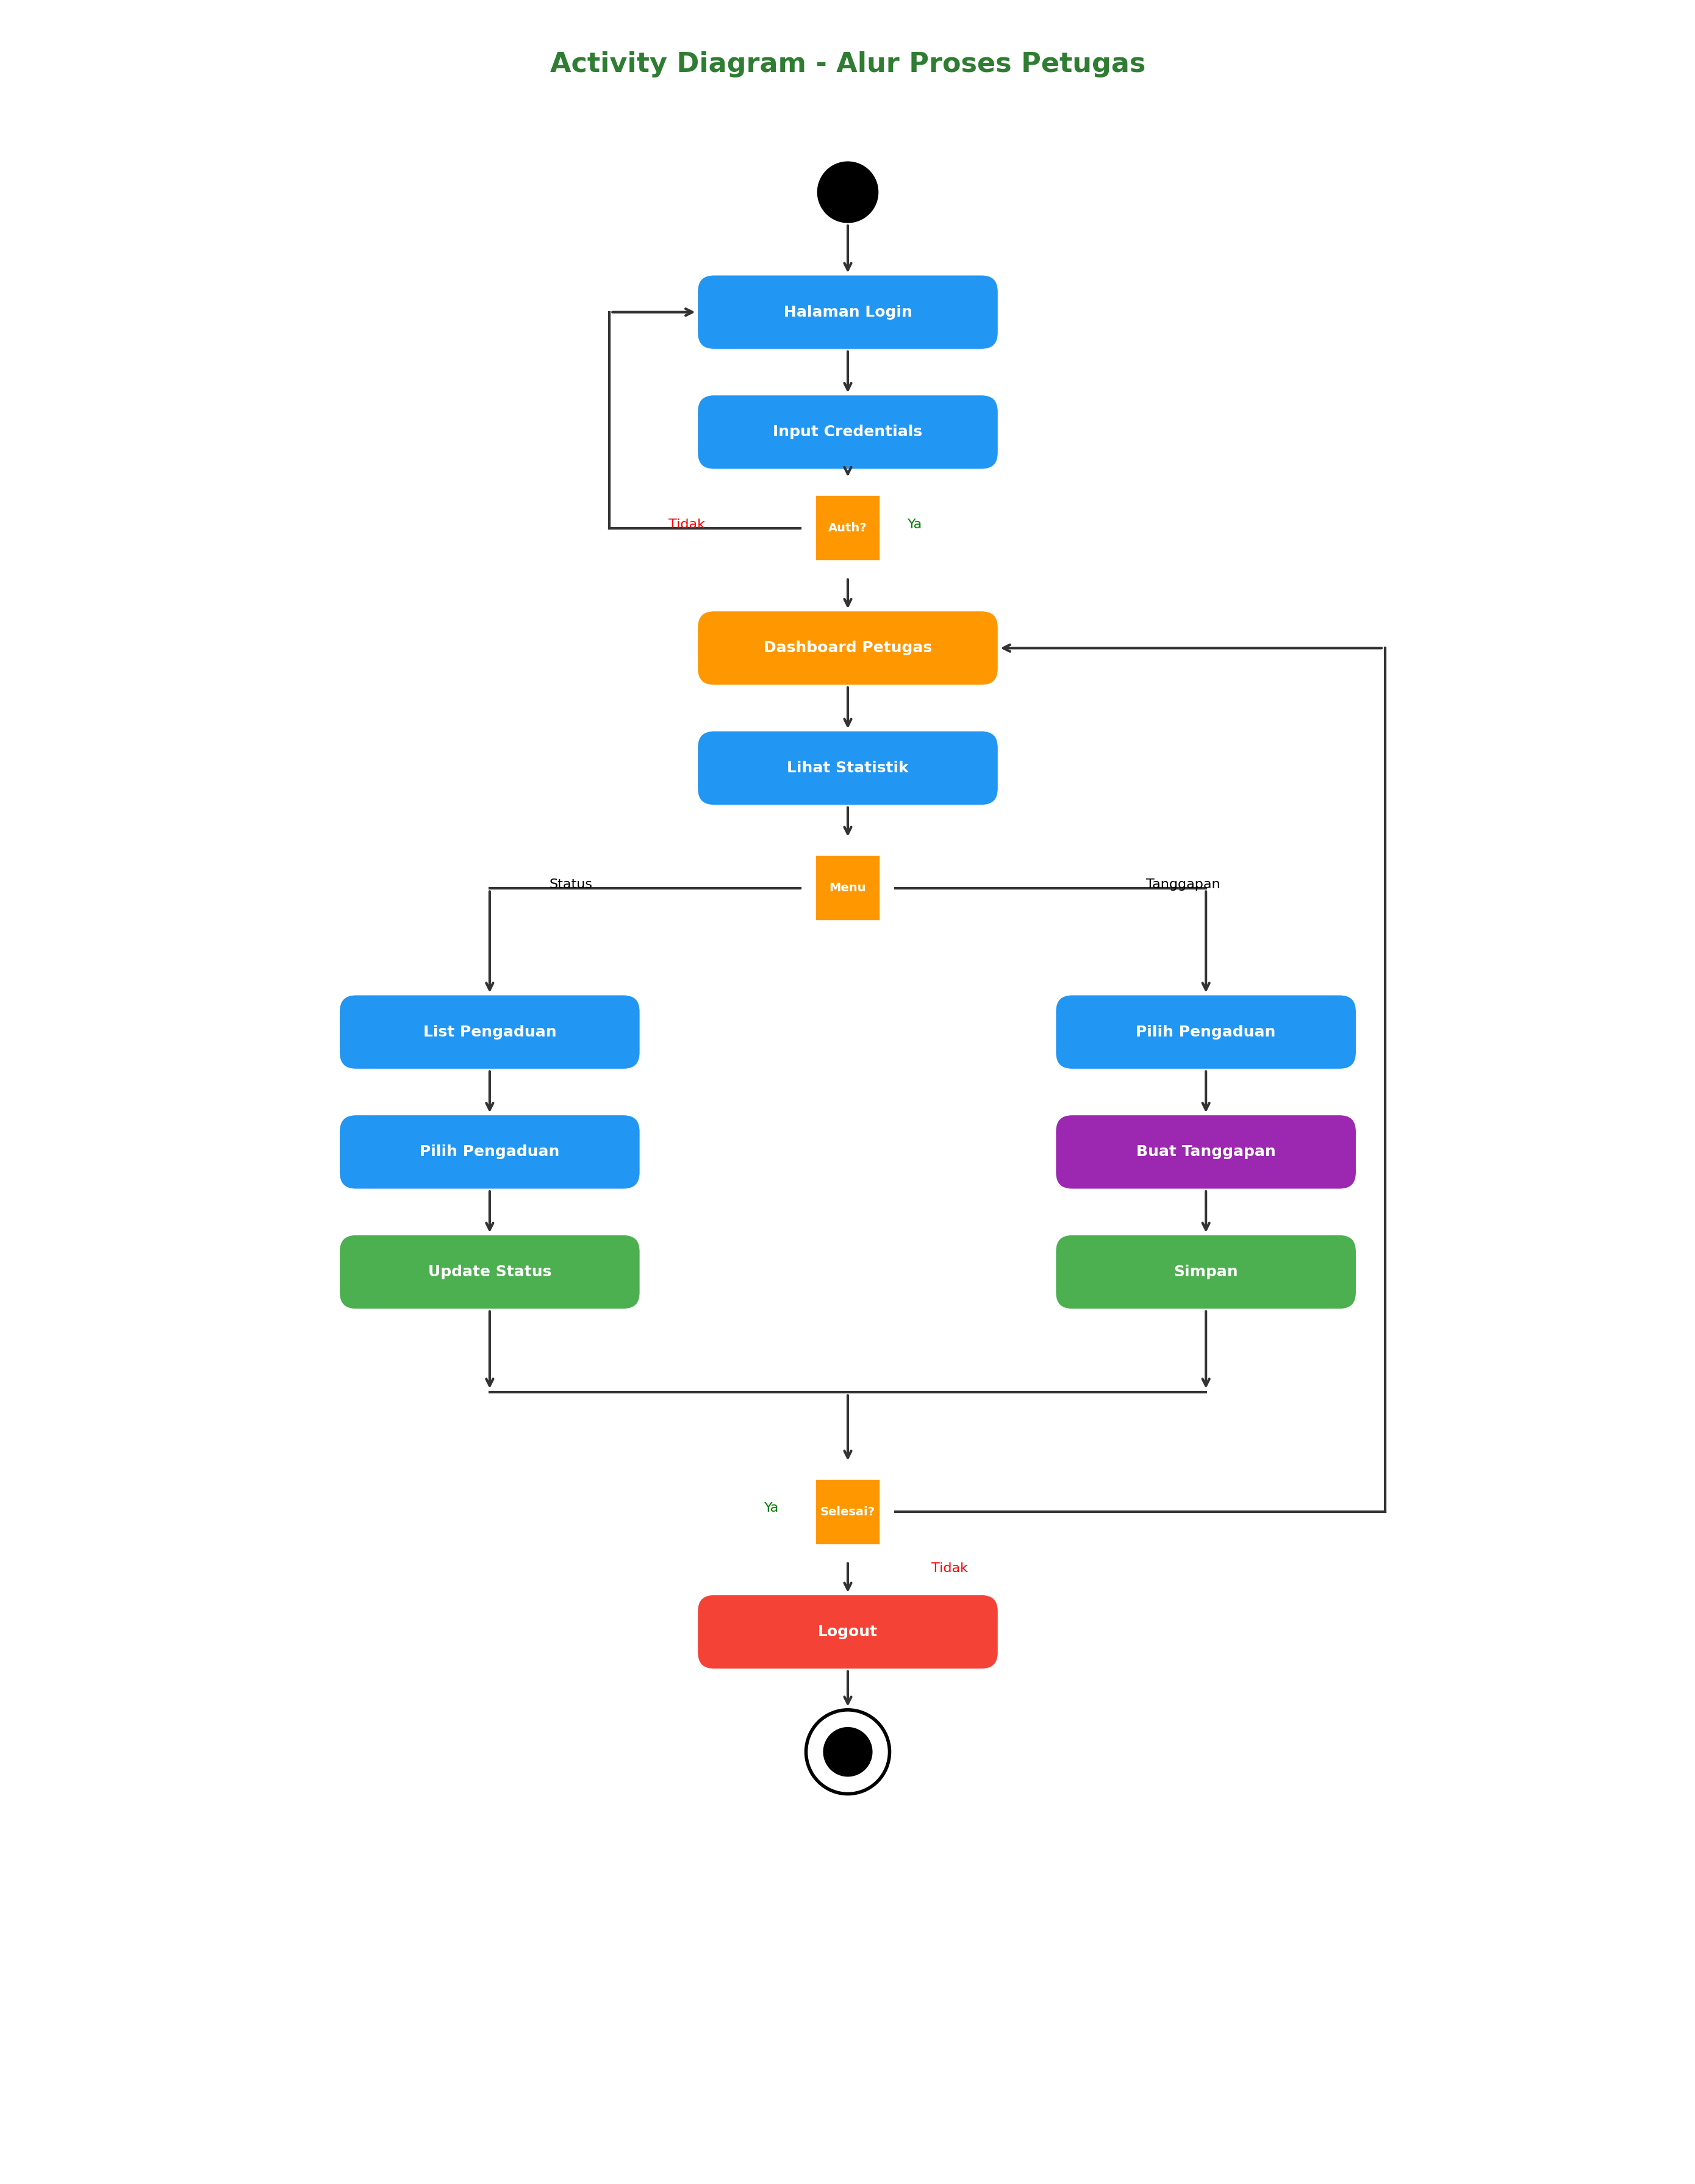 Activity Diagram - Alur Proses Petugas
Halaman Login
Input Credentials
Tidak
Auth?
Ya
Dashboard Petugas
Lihat Statistik
Status
Menu
Tanggapan
List Pengaduan
Pilih Pengaduan
Pilih Pengaduan
Buat Tanggapan
Update Status
Simpan
Ya
Selesai?
Tidak
Logout